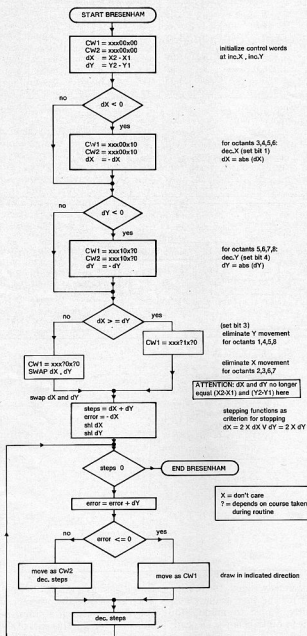 START BRESENHAM
CW1 = xxx00x00
CW2 = xxx00x00
dX = X2 - X1
dY = Y2 - Y1
initialize control words
at inc.X , inc.Y
no
dX < 0
yes
CW1 = xxx00x10
CW2 = xxx00x10
dX = - dX
for octants 3,4,5,6:
dec.X (set bit 1)
dX = abs (dX)
no
dY < 0
yes
CW1 = xxx10x?0
CW2 = xxx10x?0
dY = - dY
for octants 5,6,7,8:
dec.Y (set bit 4)
dY = abs (dY)
no
dX > = dY
yes
CW1 = xxx?0x?0
SWAP dX , dY
CW1 = xxx?1x?0
(set bit 3)
eliminate Y movement
for octants 1,4,5,8
eliminate X movement
for octants 2,3,6,7
swap dX and dY
ATTENTION: dX and dY no longer
equal (X2-X1) and (Y2-Y1) here
steps = dX + dY
error = - dX
shl dX
shl dY
stepping functions as
criterion for stopping
dX = 2 X dX V dY = 2 X dY
steps 0
END BRESENHAM
X = don't care
? = depends on course taken
during routine
error = error + dY
no
error <= 0
yes
move as CW2
dec. steps
move as CW1
draw in indicated direction
dec. steps